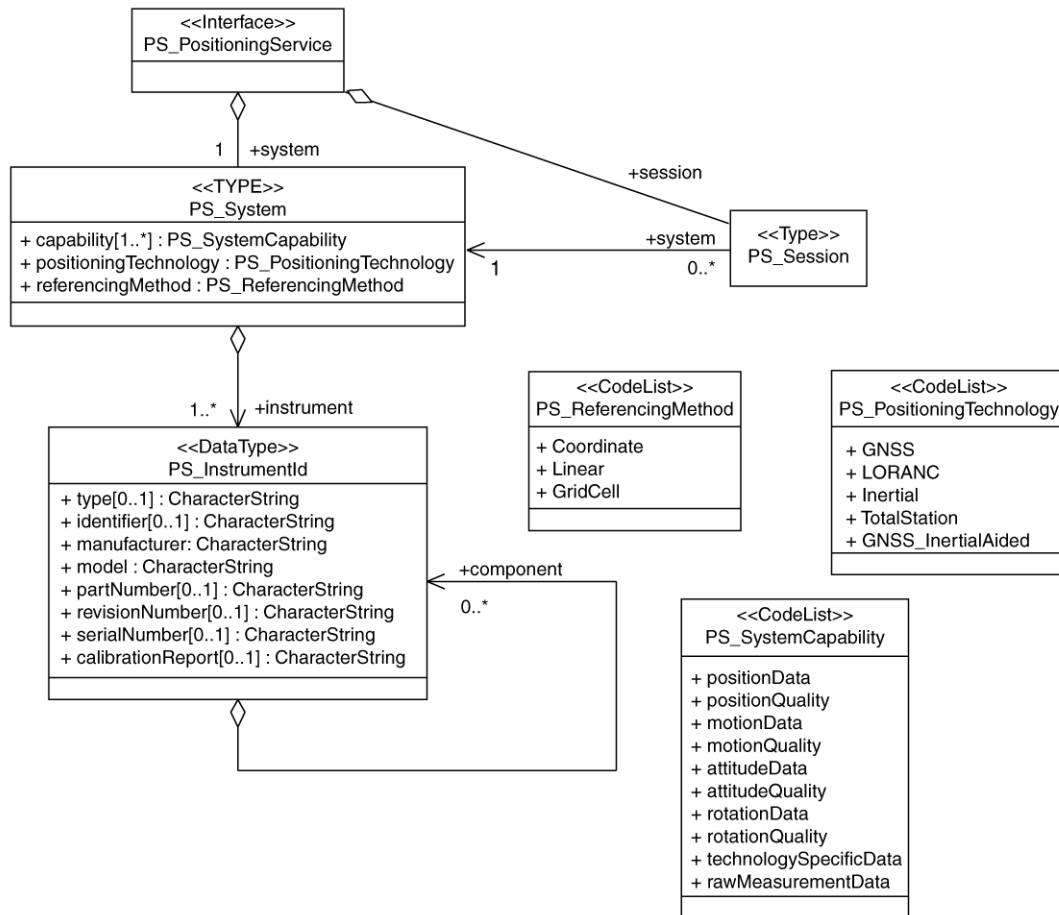 <<Interface>>
PS_PositioningService
1 +system
+session
<<TYPE>>
PS_System
+ capability[1..*] : PS_SystemCapability
+ positioningTechnology : PS_PositioningTechnology
+ referencingMethod : PS_ReferencingMethod
+system
1
0..*
<<Type>>
PS_Session
1..* +instrument
<<DataType>>
PS_InstrumentId
+ type[0..1] : CharacterString
+ identifier[0..1] : CharacterString
+ manufacturer: CharacterString
+ model : CharacterString
+ partNumber[0..1] : CharacterString
+ revisionNumber[0..1] : CharacterString
+ serialNumber[0..1] : CharacterString
+ calibrationReport[0..1] : CharacterString
+component
0..*
<<CodeList>>
PS_ReferencingMethod
+ Coordinate
+ Linear
+ GridCell
<<CodeList>>
PS_PositioningTechnology
+ GNSS
+ LORANC
+ Inertial
+ TotalStation
+ GNSS_InertialAided
<<CodeList>>
PS_SystemCapability
+ positionData
+ positionQuality
+ motionData
+ motionQuality
+ attitudeData
+ attitudeQuality
+ rotationData
+ rotationQuality
+ technologySpecificData
+ rawMeasurementData